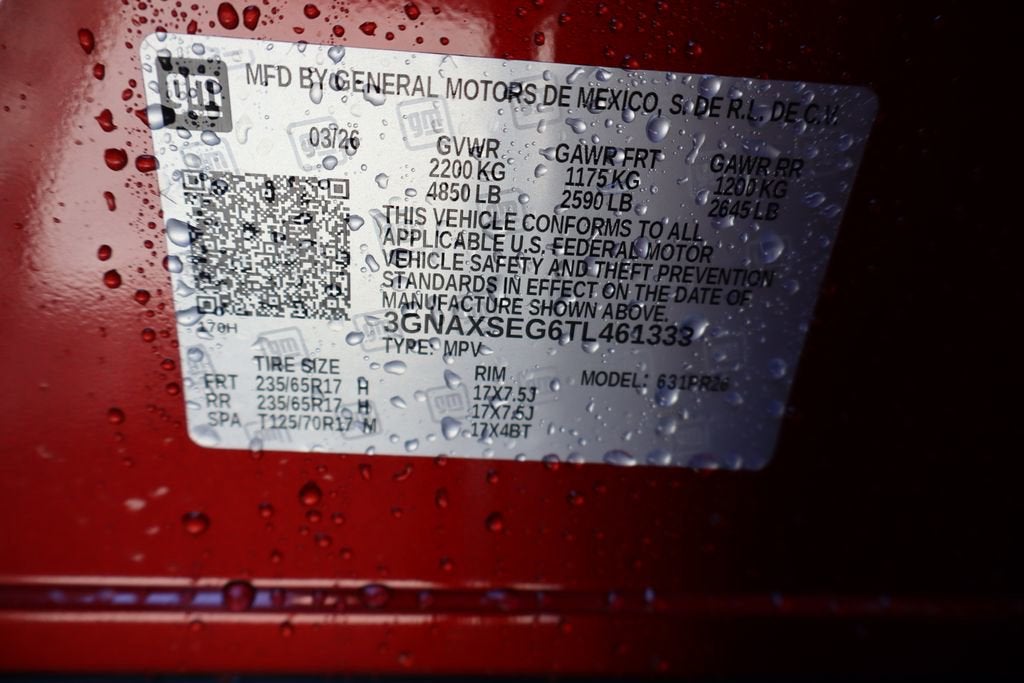 gm
MFD BY GENERAL MOTORS DE MEXICO, S. DE R.L. DE C.V.
03/26
GVWR GAWR FRT GAWR RR
2200 KG 1175 KG 1200 KG
4850 LB 2590 LB 2645 LB
THIS VEHICLE CONFORMS TO ALL
APPLICABLE U.S. FEDERAL MOTOR
VEHICLE SAFETY AND THEFT PREVENTION
STANDARDS IN EFFECT ON THE DATE OF
MANUFACTURE SHOWN ABOVE.
170H
3GNAXSEG6TL461333
TYPE: MPV
TIRE SIZE RIM MODEL: 631PR26
FRT 235/65R17 H 17X7.5J
RR 235/65R17 H 17X7.5J
SPA T125/70R17 M 17X4BT